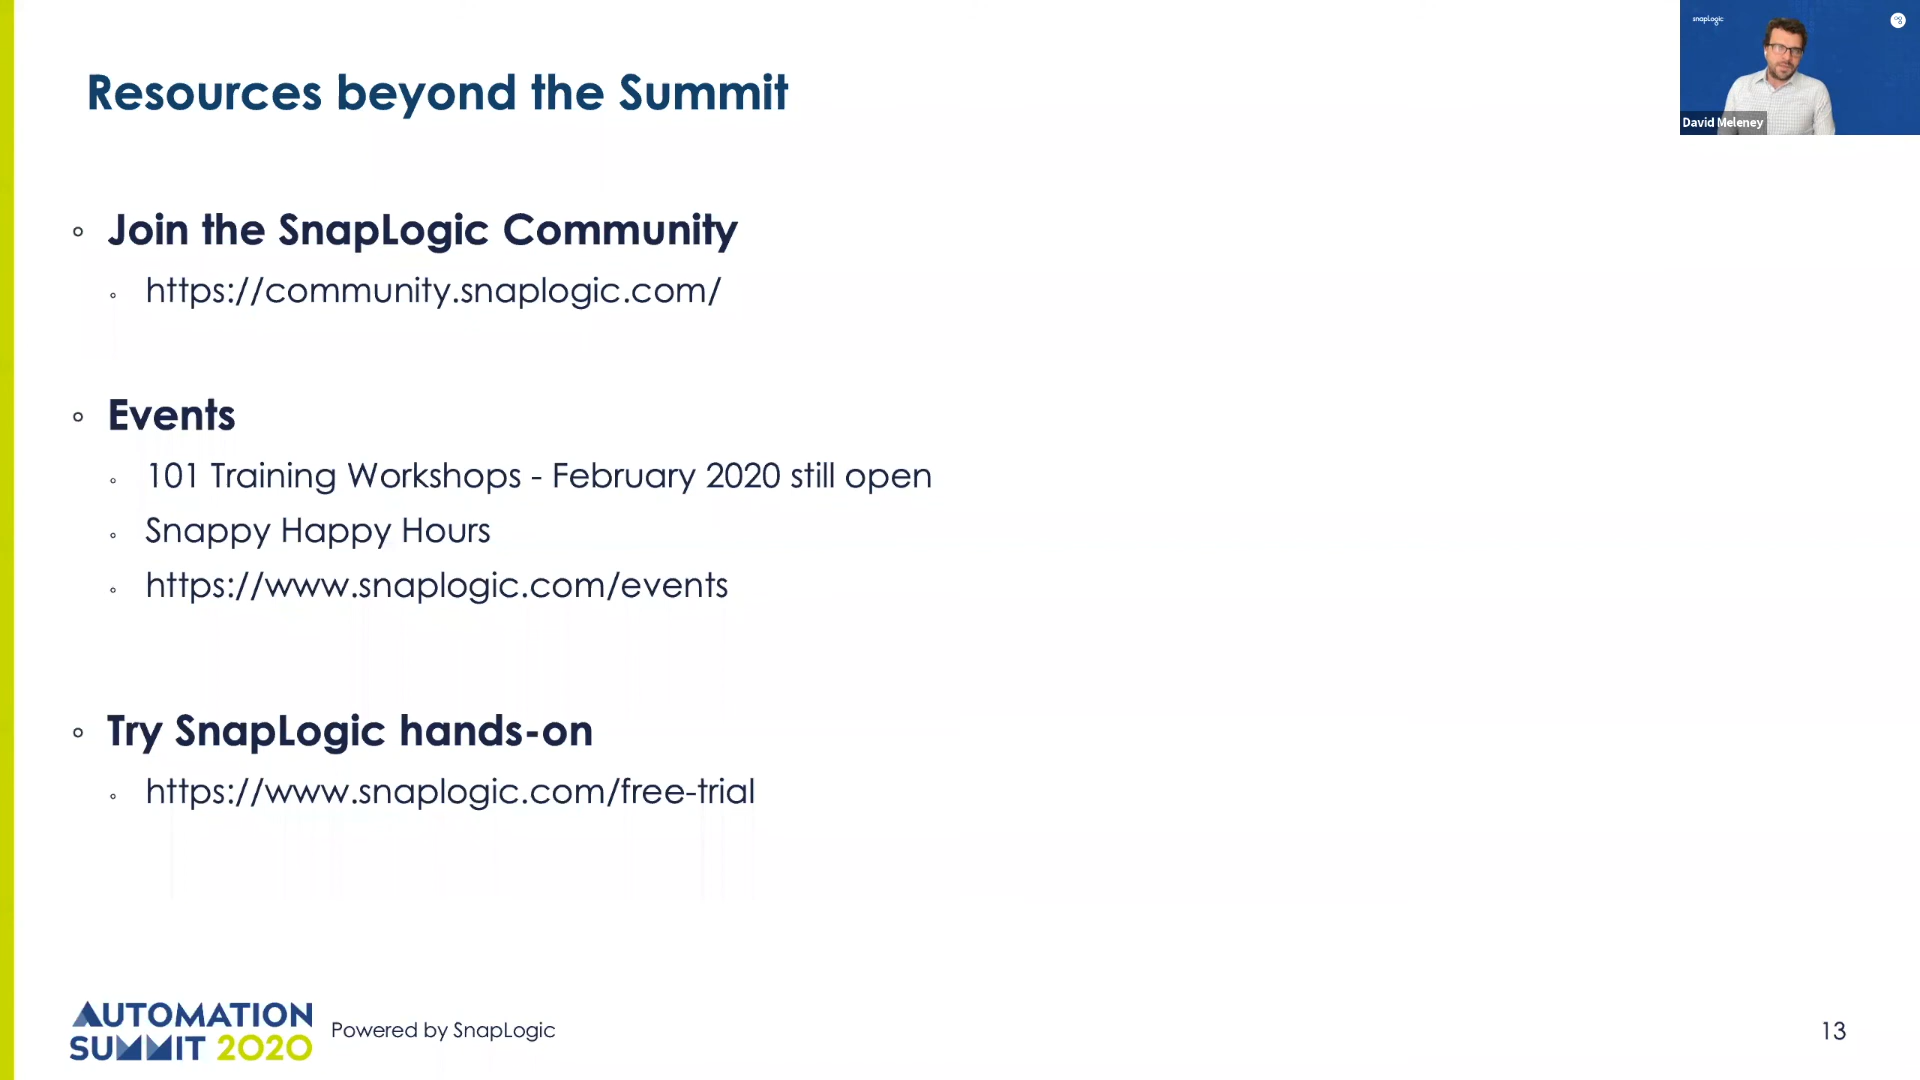 Resources beyond the Summit
snapLogic
David Meleney
Join the SnapLogic Community
https://community.snaplogic.com/
Events
101 Training Workshops - February 2020 still open
Snappy Happy Hours
https://www.snaplogic.com/events
Try SnapLogic hands-on
https://www.snaplogic.com/free-trial
AUTOMATION
SUMMIT 2020
Powered by SnapLogic
13